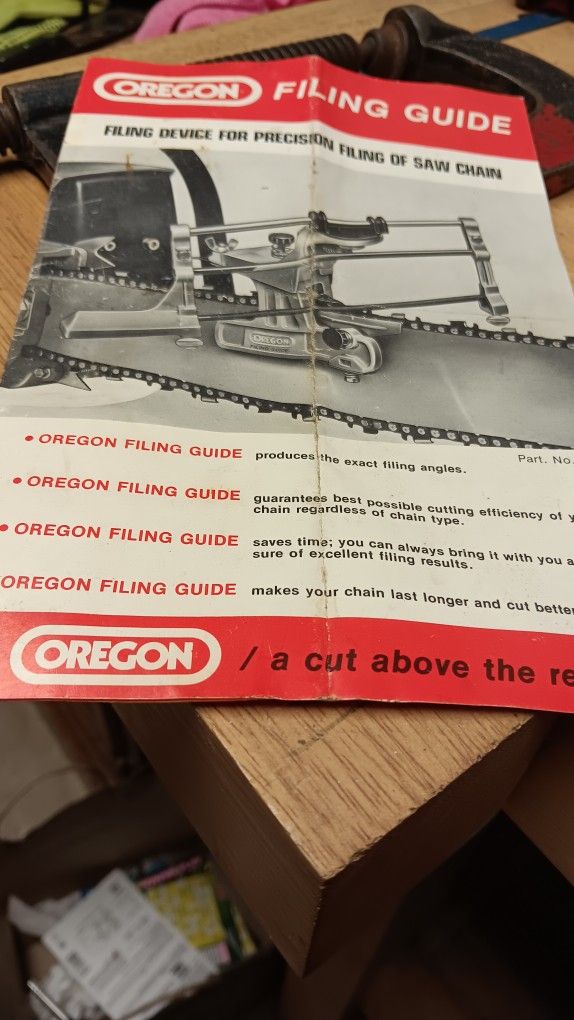 OREGON FILING GUIDE
FILING DEVICE FOR PRECISION FILING OF SAW CHAIN
OREGON
FILING GUIDE
• OREGON FILING GUIDE produces the exact filing angles.
Part. No.
• OREGON FILING GUIDE guarantees best possible cutting efficiency of y
chain regardless of chain type.
• OREGON FILING GUIDE saves time; you can always bring it with you a
sure of excellent filing results.
OREGON FILING GUIDE makes your chain last longer and cut better
OREGON / a cut above the re